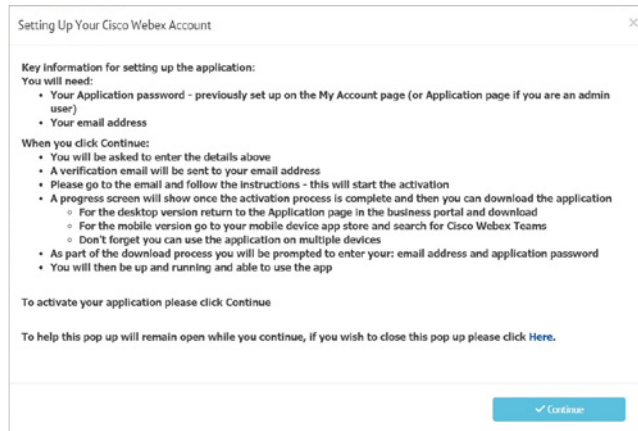 Setting Up Your Cisco Webex Account
Key information for setting up the application:
You will need:
• Your Application password - previously set up on the My Account page (or Application page if you are an admin
user)
• Your email address
When you click Continue:
• You will be asked to enter the details above
• A verification email will be sent to your email address
• Please go to the email and follow the instructions - this will start the activation
• A progress screen will show once the activation process is complete and then you can download the application
○ For the desktop version return to the Application page in the business portal and download
○ For the mobile version go to your mobile device app store and search for Cisco Webex Teams
○ Don't forget you can use the application on multiple devices
• As part of the download process you will be prompted to enter your: email address and application password
• You will then be up and running and able to use the app
To activate your application please click Continue
To help this pop up will remain open while you continue, if you wish to close this pop up please click Here.
✓ Continue